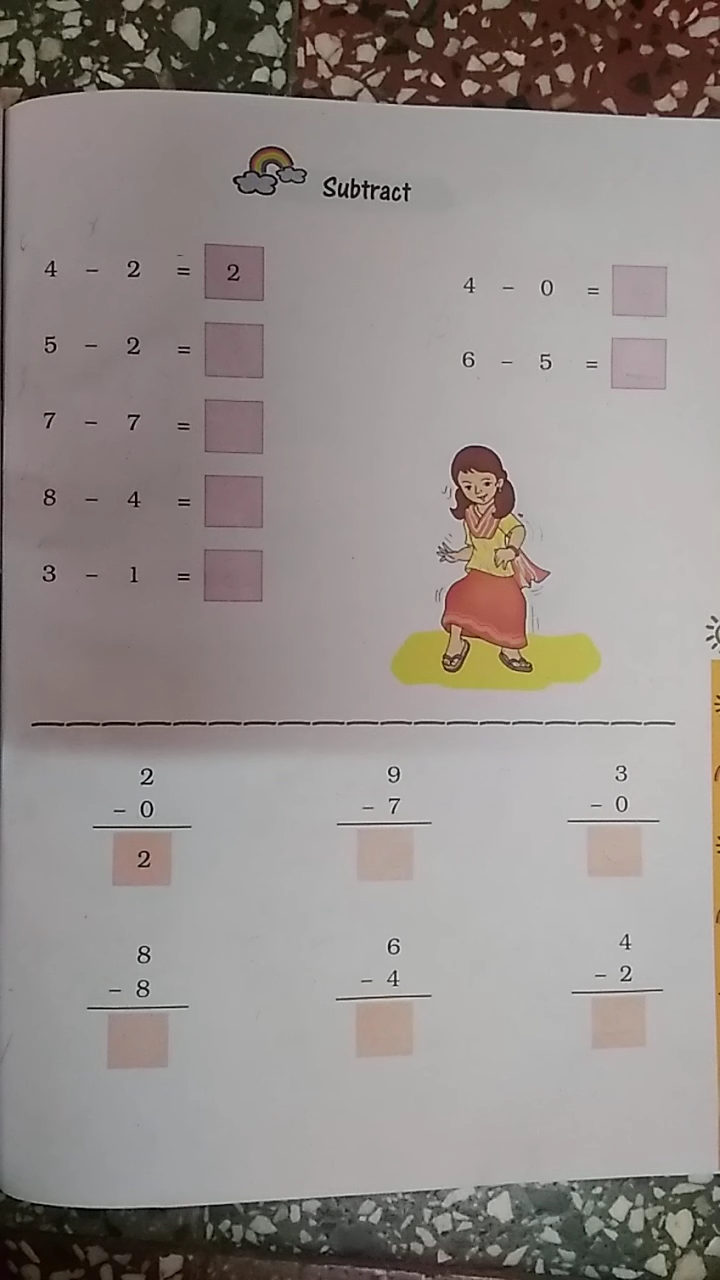 Subtract
4 - 2 = 2
4 - 0 =
5 - 2 =
6 - 5 =
7 - 7 =
8 - 4 =
3 - 1 =
2
- 0
2
9
- 7
3
- 0
8
- 8
6
- 4
4
- 2